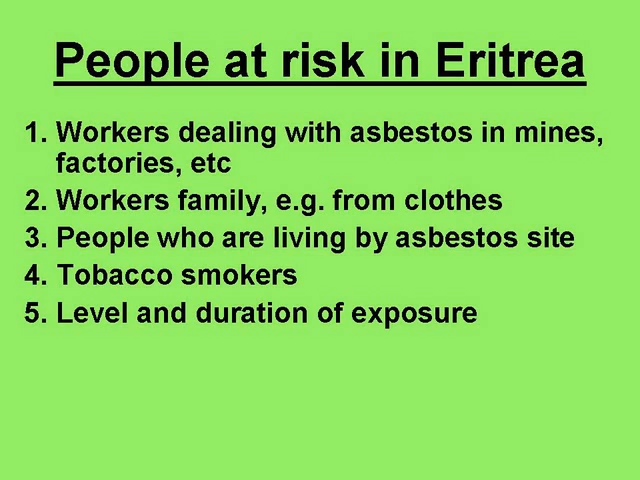 People at risk in Eritrea
1. Workers dealing with asbestos in mines,
factories, etc
2. Workers family, e.g. from clothes
3. People who are living by asbestos site
4. Tobacco smokers
5. Level and duration of exposure